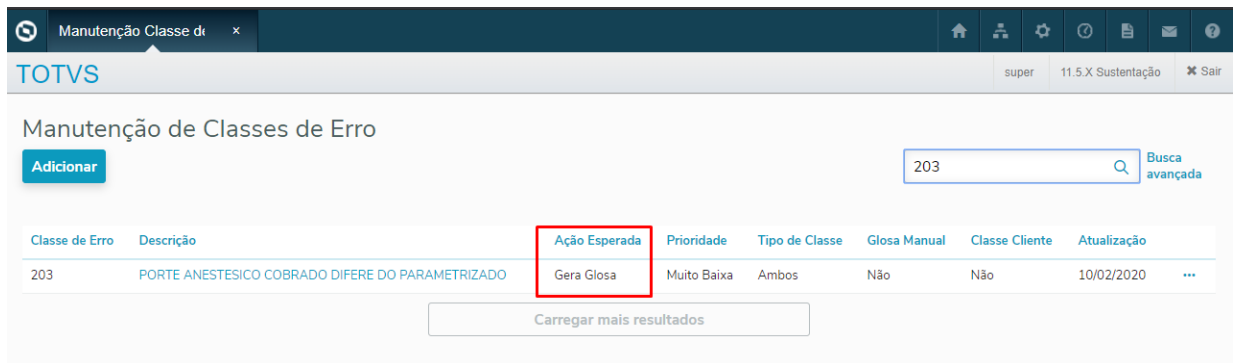 Manutenção Classe de ×
TOTVS super 11.5.X Sustentação ✖ Sair
Manutenção de Classes de Erro
Adicionar 203 Busca avançada
Classe de Erro Descrição Ação Esperada Prioridade Tipo de Classe Glosa Manual Classe Cliente Atualização
203 PORTE ANESTESICO COBRADO DIFERE DO PARAMETRIZADO Gera Glosa Muito Baixa Ambos Não Não 10/02/2020 ...
Carregar mais resultados